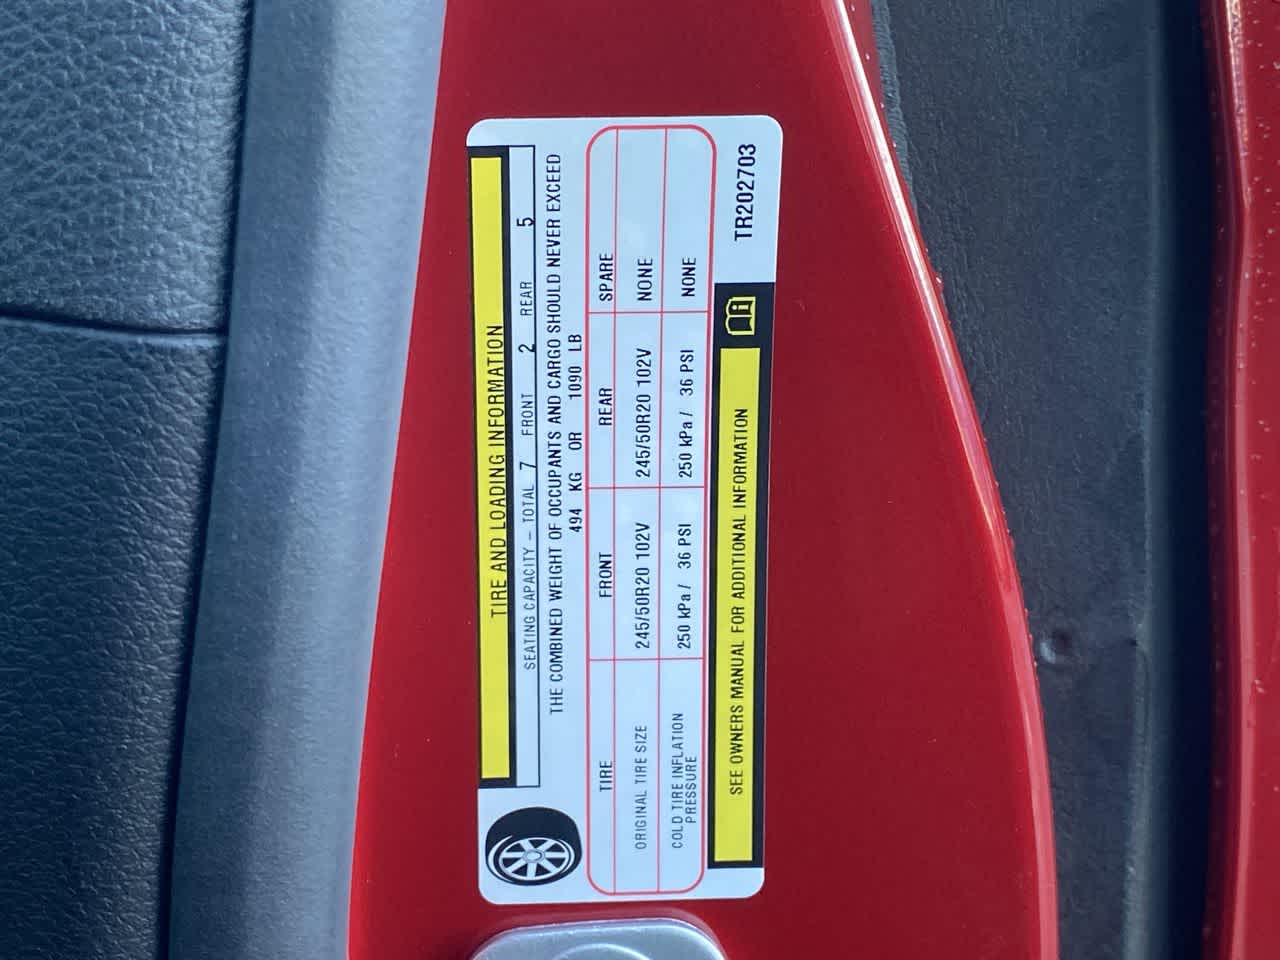 TIRE AND LOADING INFORMATION
SEATING CAPACITY – TOTAL 7 FRONT 2 REAR 5
THE COMBINED WEIGHT OF OCCUPANTS AND CARGO SHOULD NEVER EXCEED
494 KG OR 1090 LB
TIRE FRONT REAR SPARE
ORIGINAL TIRE SIZE 245/50R20 102V 245/50R20 102V NONE
COLD TIRE INFLATION PRESSURE 250 kPa / 36 PSI 250 kPa / 36 PSI NONE
SEE OWNERS MANUAL FOR ADDITIONAL INFORMATION
TR202703